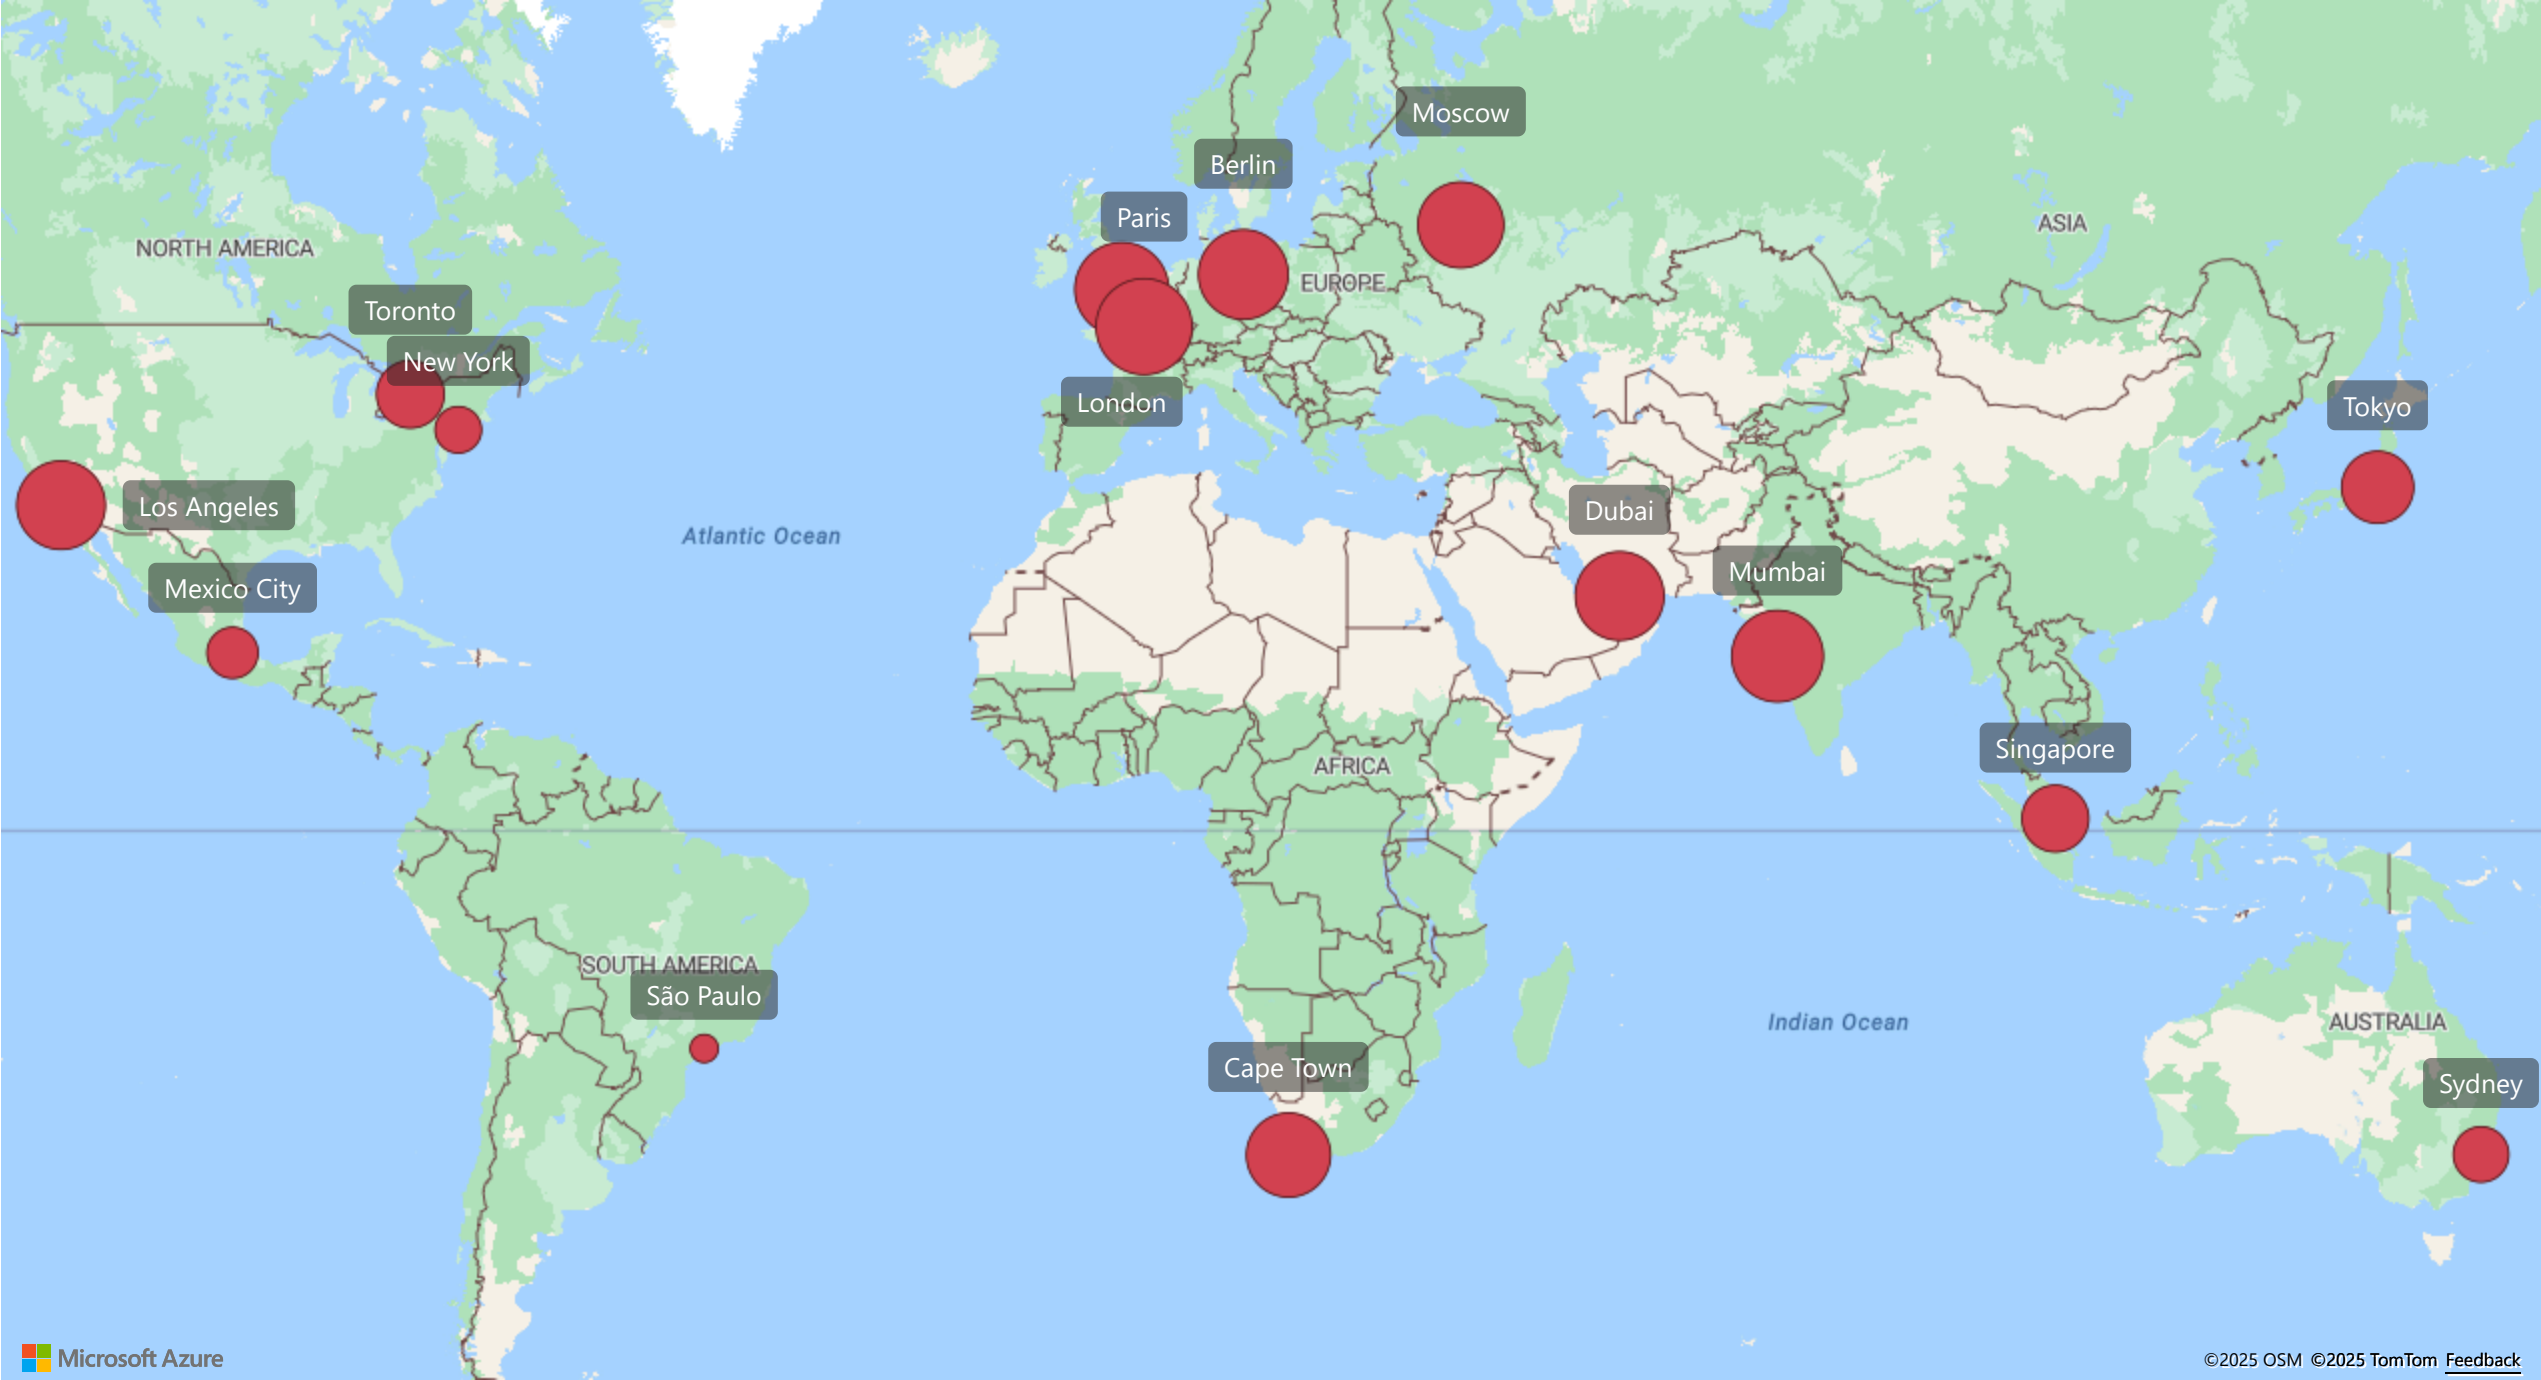 Moscow
Berlin
Paris
ASIA
NORTH AMERICA
EUROPE
Toronto
New York
London
Tokyo
Los Angeles
Dubai
Atlantic Ocean
Mumbai
Mexico City
Singapore
AFRICA
SOUTH AMERICA
São Paulo
Indian Ocean
AUSTRALIA
Cape Town
Sydney
Microsoft Azure
©2025 OSM ©2025 TomTom Feedback